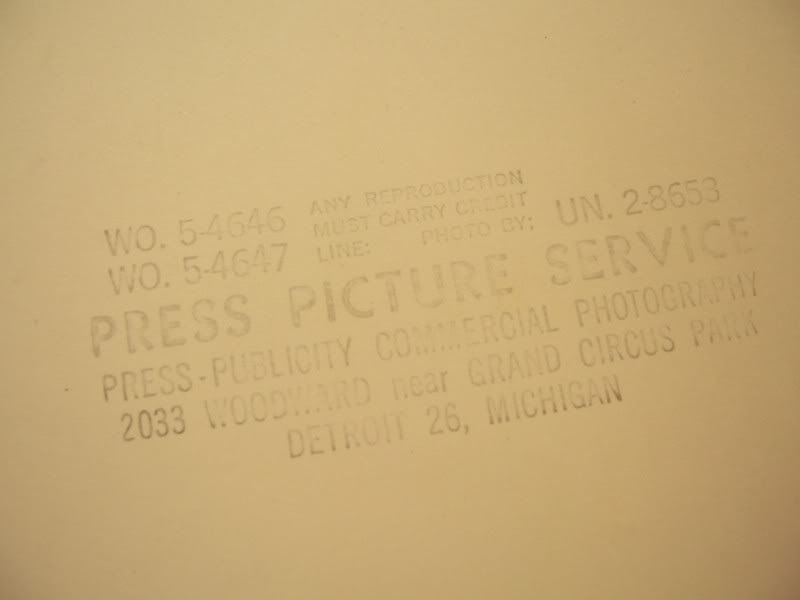 WO. 5-4646
WO. 5-4647
ANY REPRODUCTION
MUST CARRY CREDIT
LINE: PHOTO BY:
UN. 2-8653
PRESS PICTURE SERVICE
PRESS-PUBLICITY COMMERCIAL PHOTOGRAPHY
2033 WOODWARD near GRAND CIRCUS PARK
DETROIT 26, MICHIGAN